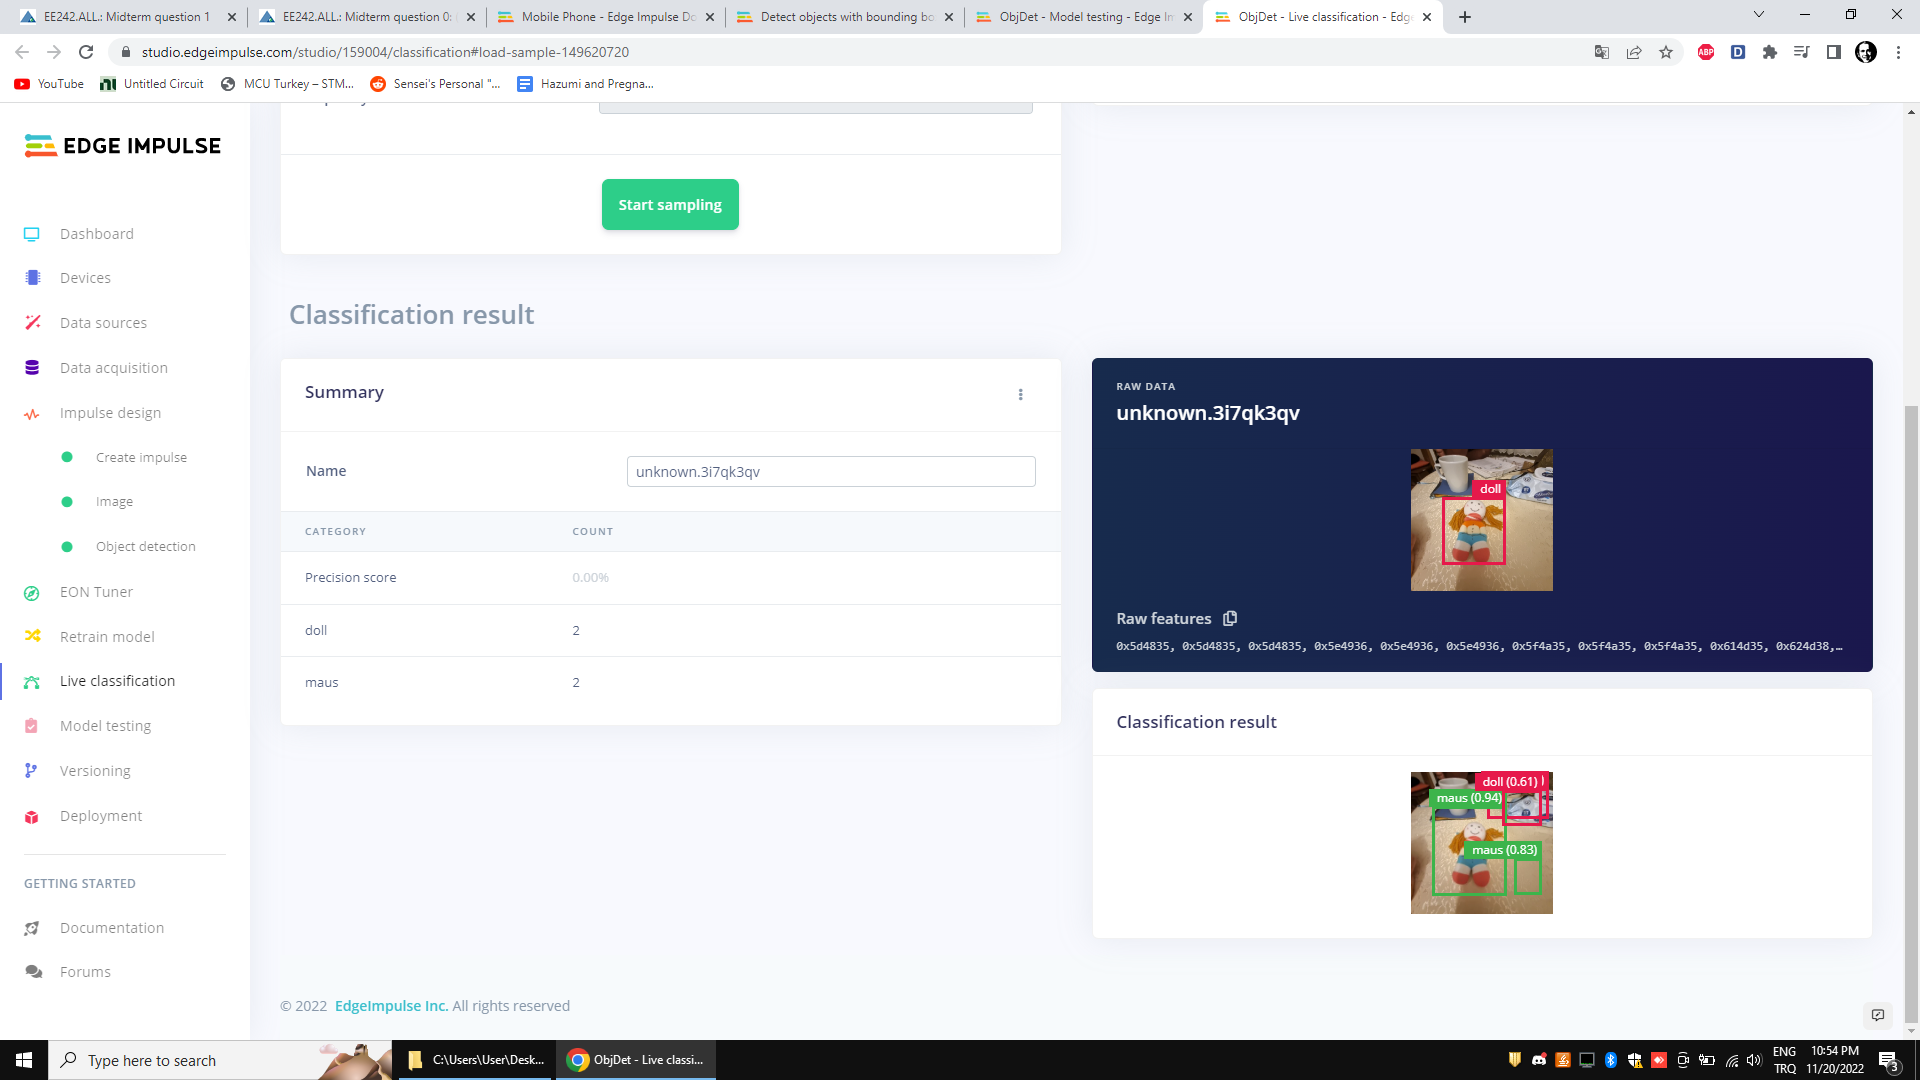 EE242.ALL.: Midterm question 1
EE242.ALL.: Midterm question 0:
Mobile Phone - Edge Impulse Do
Detect objects with bounding bo
ObjDet - Model testing - Edge Im
ObjDet - Live classification - Edg
studio.edgeimpulse.com/studio/159004/classification#load-sample-149620720
ABP
D
YouTube
Untitled Circuit
MCU Turkey – STM...
Sensei's Personal "...
Hazumi and Pregna...
EDGE IMPULSE
Start sampling
Dashboard
Devices
Data sources
Data acquisition
Impulse design
Create impulse
Image
Object detection
EON Tuner
Retrain model
Live classification
Model testing
Versioning
Deployment
GETTING STARTED
Documentation
Forums
Classification result
Summary
Name
unknown.3i7qk3qv
CATEGORY COUNT
Precision score 0.00%
doll 2
maus 2
RAW DATA
unknown.3i7qk3qv
doll
Raw features
0x5d4835, 0x5d4835, 0x5d4835, 0x5e4936, 0x5e4936, 0x5e4936, 0x5f4a35, 0x5f4a35, 0x5f4a35, 0x614d35, 0x624d38,…
Classification result
doll (0.61)
maus (0.94)
maus (0.83)
© 2022 EdgeImpulse Inc. All rights reserved
Type here to search
C:\Users\User\Desk...
ObjDet - Live classi...
ENG
TRQ
10:54 PM
11/20/2022
3